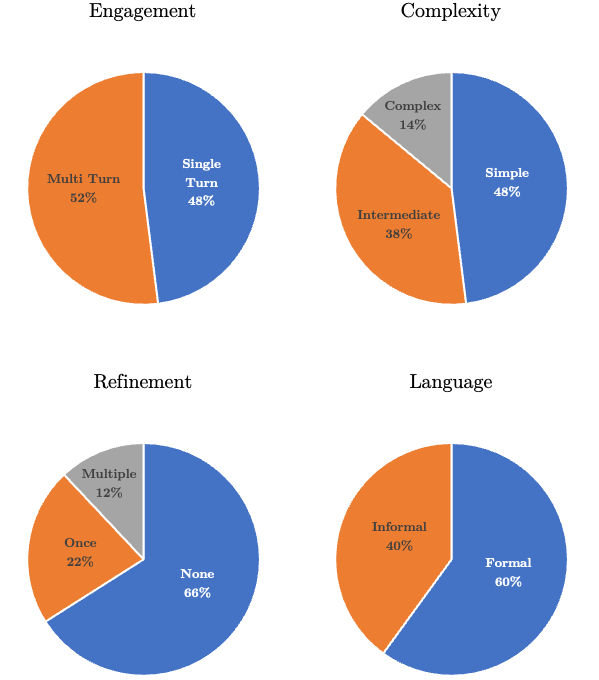 Engagement
Complexity
Single
Turn
48%
Multi Turn
52%
Simple
48%
Intermediate
38%
Complex
14%
Refinement
Language
None
66%
Once
22%
Multiple
12%
Formal
60%
Informal
40%